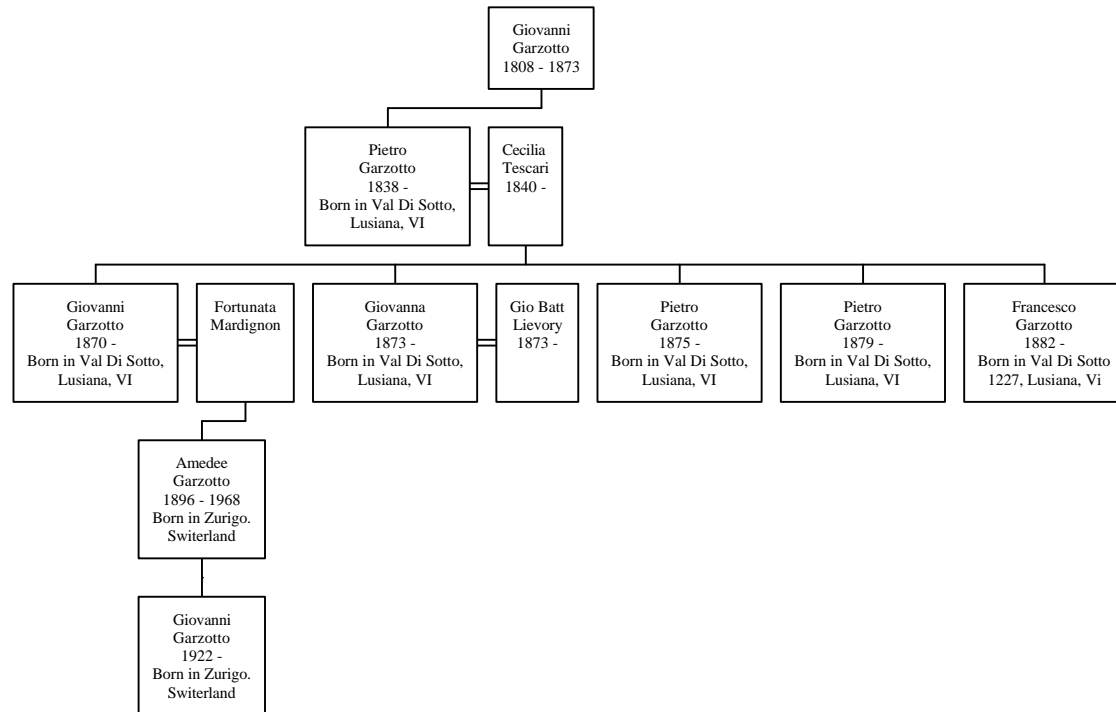 Giovanni
Garzotto
1808 - 1873
Pietro
Garzotto
1838 -
Born in Val Di Sotto,
Lusiana, VI
Cecilia
Tescari
1840 -
Giovanni
Garzotto
1870 -
Born in Val Di Sotto,
Lusiana, VI
Fortunata
Mardignon
Giovanna
Garzotto
1873 -
Born in Val Di Sotto,
Lusiana, VI
Gio Batt
Lievory
1873 -
Pietro
Garzotto
1875 -
Born in Val Di Sotto,
Lusiana, VI
Pietro
Garzotto
1879 -
Born in Val Di Sotto,
Lusiana, VI
Francesco
Garzotto
1882 -
Born in Val Di Sotto
1227, Lusiana, Vi
Amedee
Garzotto
1896 - 1968
Born in Zurigo.
Switerland
Giovanni
Garzotto
1922 -
Born in Zurigo.
Switerland